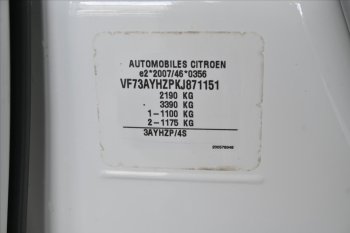 AUTOMOBILES CITROEN
e2*2007/46*0356
VF73AYHZPKJ871151
2190 KG
3390 KG
1-1100 KG
2-1175 KG
3AYHZP/4S